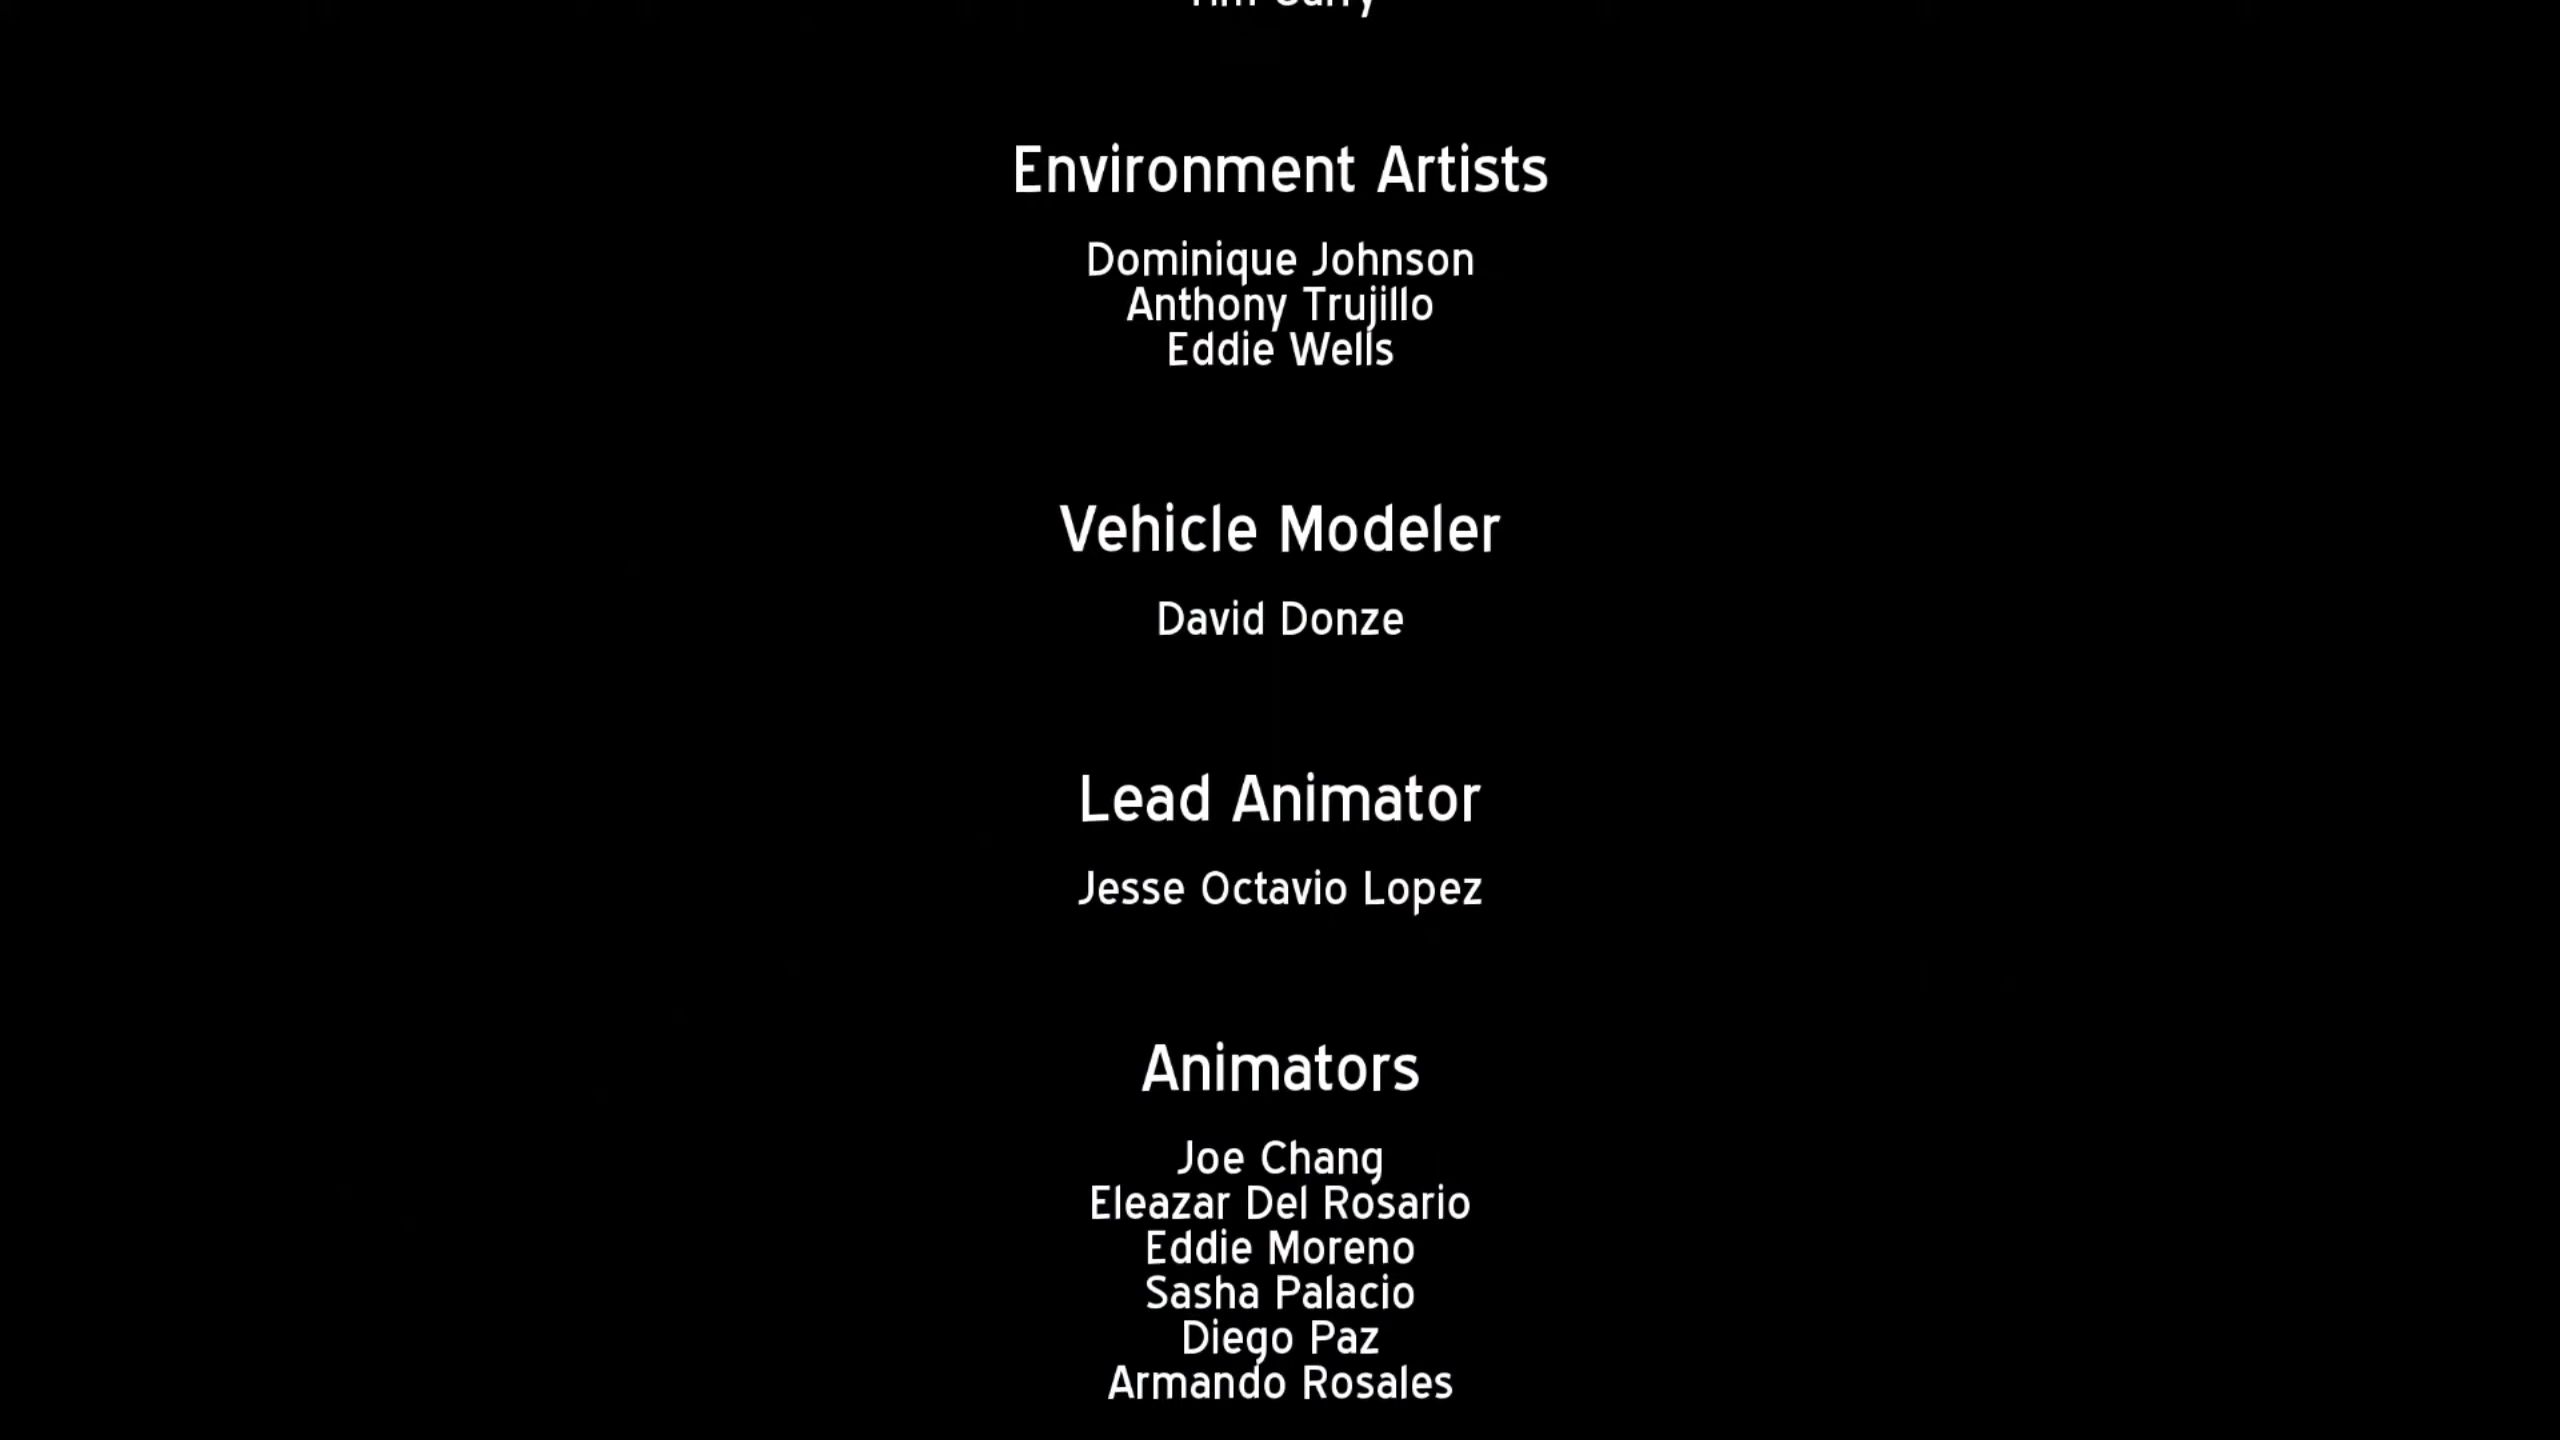 Environment Artists
Dominique Johnson
Anthony Trujillo
Eddie Wells
Vehicle Modeler
David Donze
Lead Animator
Jesse Octavio Lopez
Animators
Joe Chang
Eleazar Del Rosario
Eddie Moreno
Sasha Palacio
Diego Paz
Armando Rosales